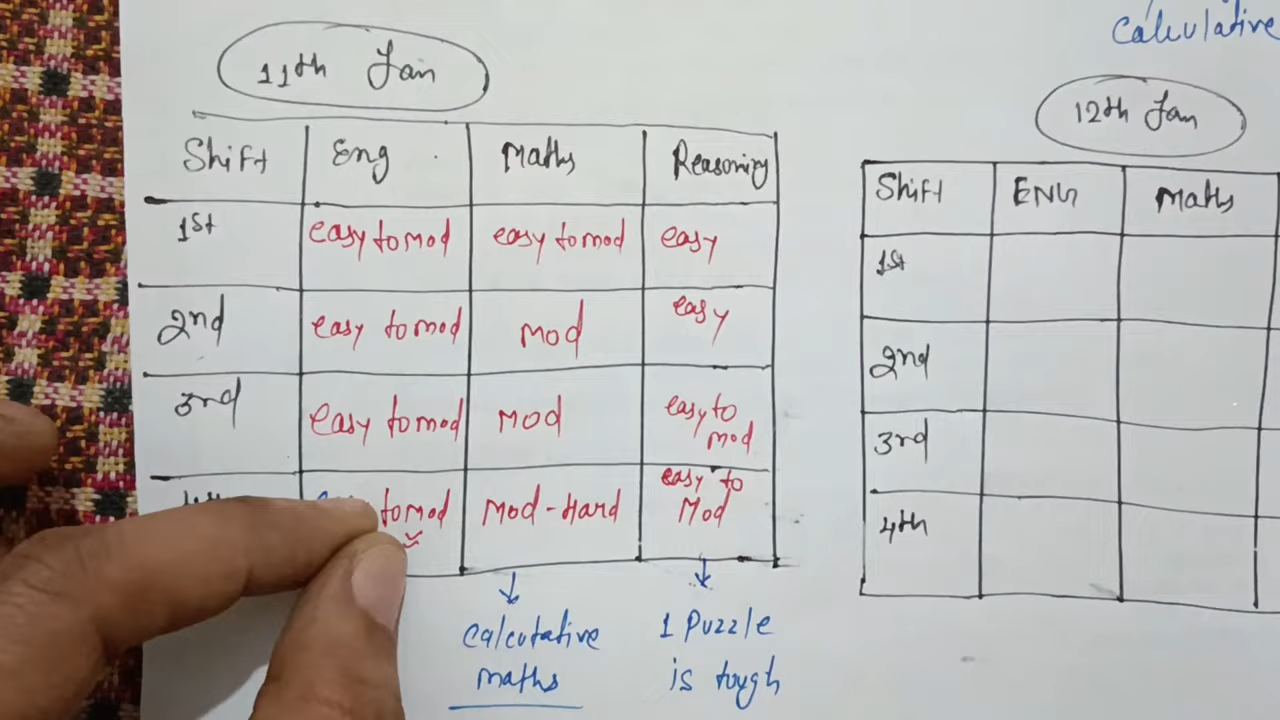 calculative
11th Jan
Shift Eng Maths Reasoning
1st easy to mod easy to mod easy
2nd easy to mod mod easy
3rd easy to mod mod easy to
mod
to mod Mod-Hard easy to
Mod
calcutative
maths
1 Puzzle
is tough
12th Jan
Shift ENG Maths
1st
2nd
3rd
4th